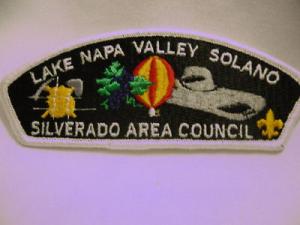 LAKE NAPA VALLEY SOLANO
SILVERADO AREA COUNCIL